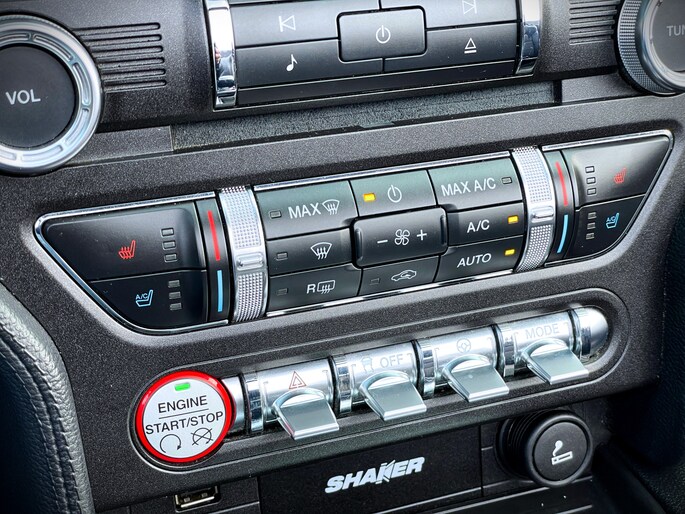 VOL
TUN
MAX
MAX A/C
A/C
R
AUTO
A/C
A/C
OFF
MODE
ENGINE
START/STOP
SHAKER